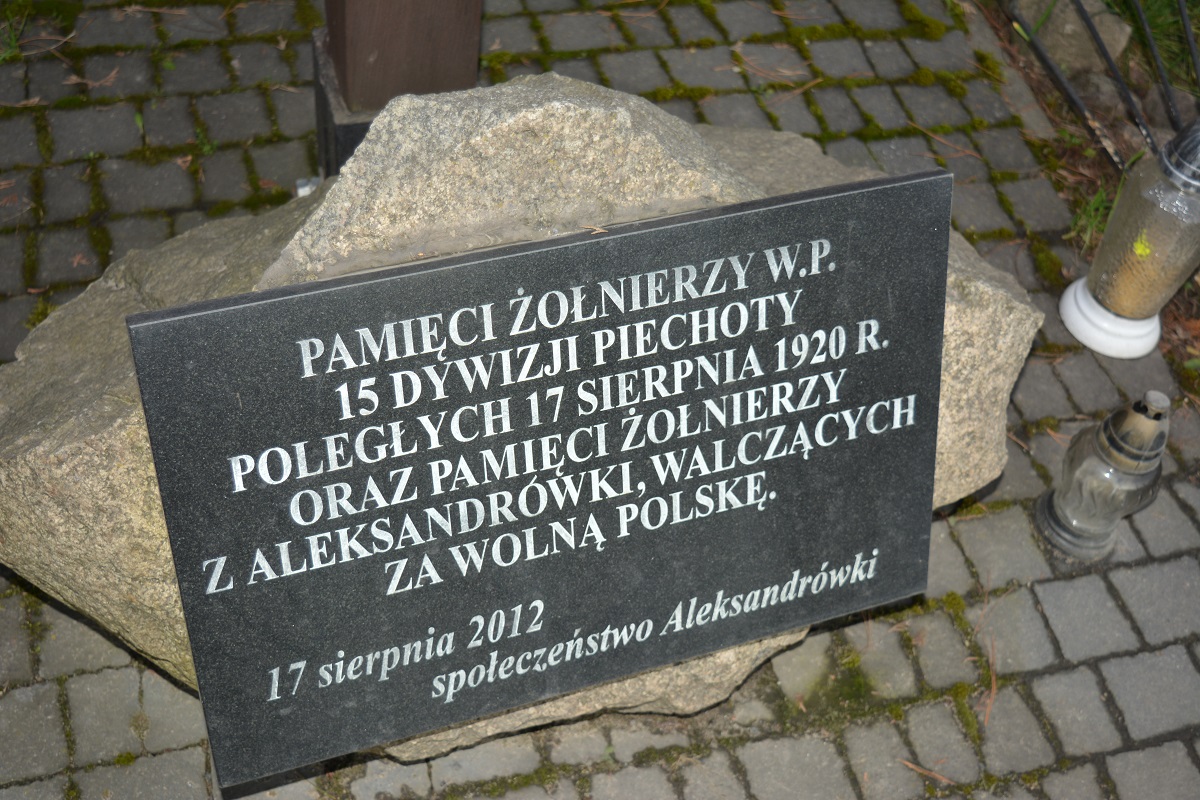 PAMIĘCI ŻOŁNIERZY W.P.
15 DYWIZJI PIECHOTY
POLEGŁYCH 17 SIERPNIA 1920 R.
ORAZ PAMIĘCI ŻOŁNIERZY
Z ALEKSANDRÓWKI, WALCZĄCYCH
ZA WOLNĄ POLSKĘ.
17 sierpnia 2012
społeczeństwo Aleksandrówki